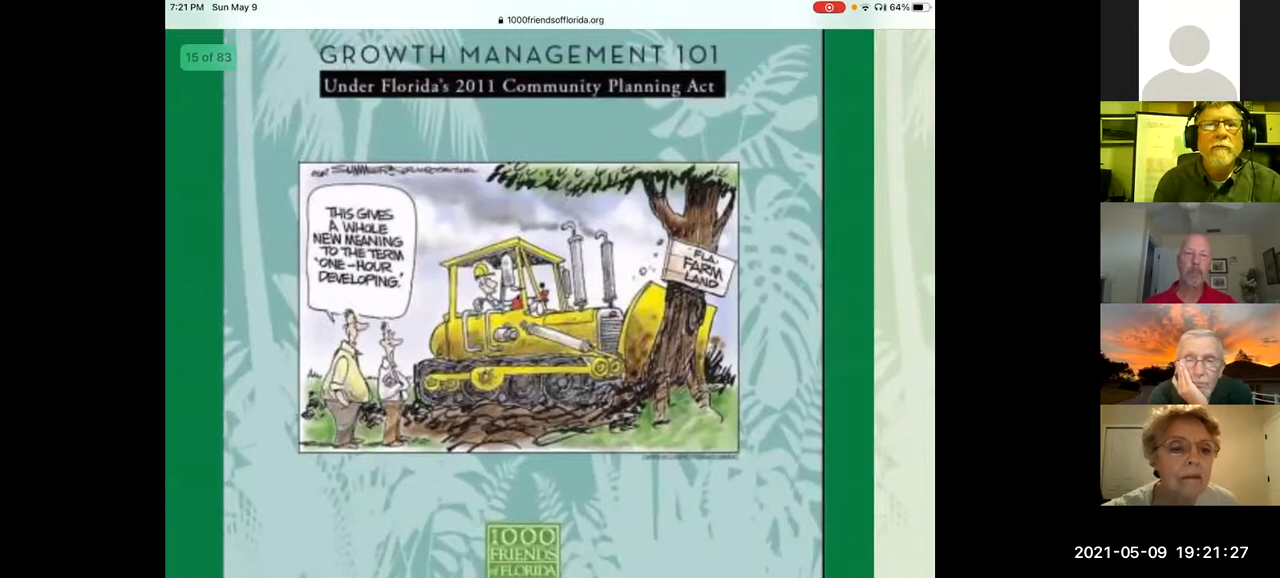 7:21 PM Sun May 9
64%
1000friendsofflorida.org
15 of 83
GROWTH MANAGEMENT 101
Under Florida's 2011 Community Planning Act
THIS GIVES
A WHOLE
NEW MEANING
TO THE TERM
"ONE-HOUR
DEVELOPING."
FLA.
FARM
LAND
1000
FRIENDS
of FLORIDA
2021-05-09 19:21:27